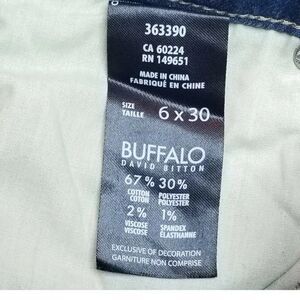 363390
CA 60224
RN 149651
MADE IN CHINA
FABRIQUÉ EN CHINE
SIZE
TAILLE
6 x 30
BUFFALO
DAVID BITTON
67% 30%
COTTON POLYESTER
COTON POLYESTER
2% 1%
VISCOSE SPANDEX
VISCOSE ÉLASTHANNE
EXCLUSIVE OF DECORATION
GARNITURE NON COMPRISE